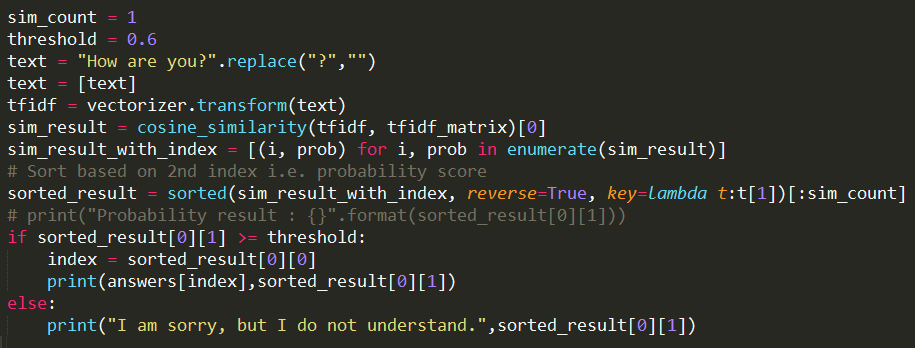 sim_count = 1
threshold = 0.6
text = "How are you?".replace("?","")
text = [text]
tfidf = vectorizer.transform(text)
sim_result = cosine_similarity(tfidf, tfidf_matrix)[0]
sim_result_with_index = [(i, prob) for i, prob in enumerate(sim_result)]
# Sort based on 2nd index i.e. probability score
sorted_result = sorted(sim_result_with_index, reverse=True, key=lambda t:t[1])[:sim_count]
# print("Probability result : {}".format(sorted_result[0][1]))
if sorted_result[0][1] >= threshold:
    index = sorted_result[0][0]
    print(answers[index],sorted_result[0][1])
else:
    print("I am sorry, but I do not understand.",sorted_result[0][1])